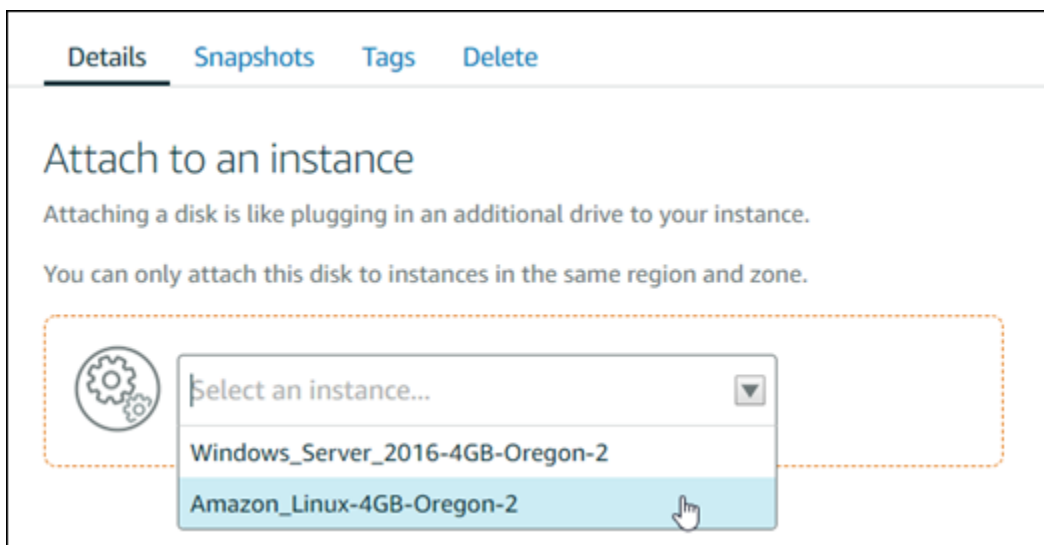 Details Snapshots Tags Delete
Attach to an instance
Attaching a disk is like plugging in an additional drive to your instance.
You can only attach this disk to instances in the same region and zone.
Select an instance...
Windows_Server_2016-4GB-Oregon-2
Amazon_Linux-4GB-Oregon-2